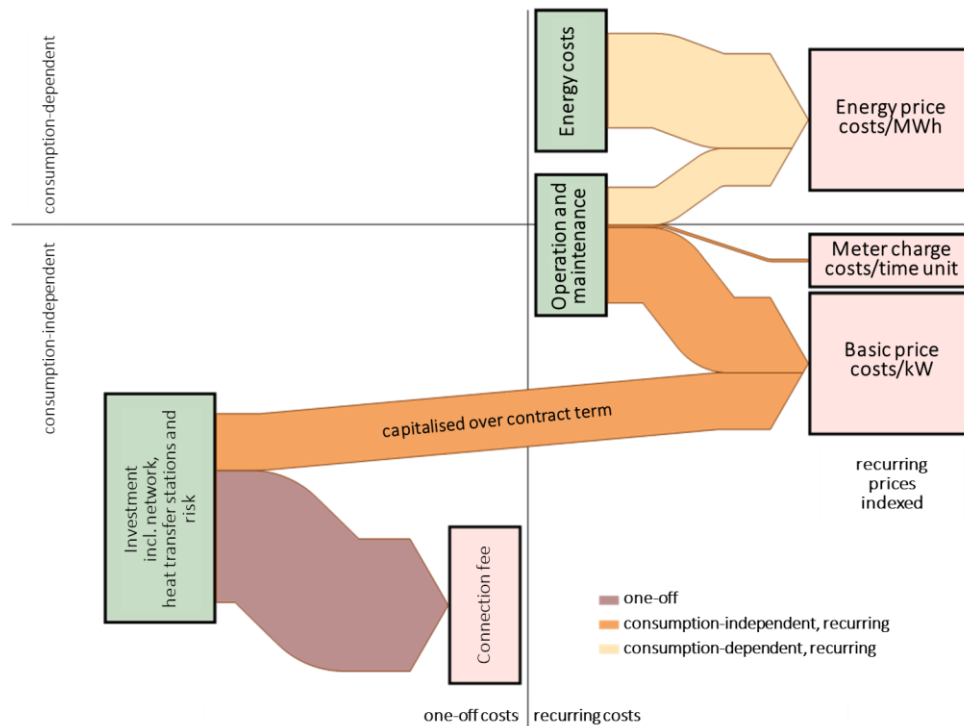 consumption-dependent
consumption-independent
Energy costs
Operation and
maintenance
Energy price
costs/MWh
Meter charge
costs/time unit
Basic price
costs/kW
recurring
prices
indexed
capitalised over contract term
Investment
incl. network,
heat transfer stations and
risk
Connection fee
one-off
consumption-independent, recurring
consumption-dependent, recurring
one-off costs
recurring costs